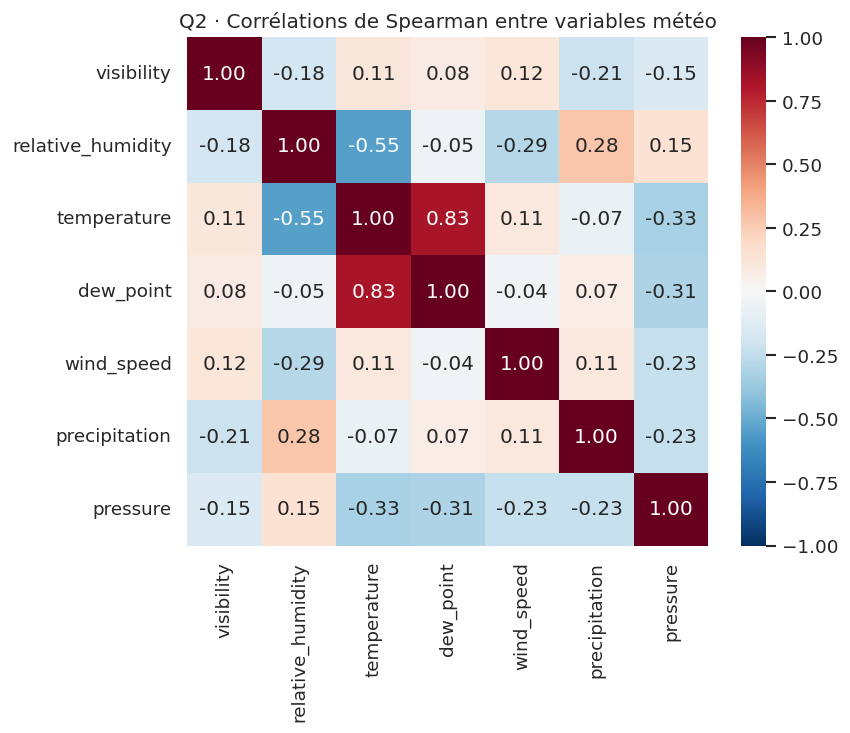 Q2 · Corrélations de Spearman entre variables météo
visibility 1.00 -0.18 0.11 0.08 0.12 -0.21 -0.15
relative_humidity -0.18 1.00 -0.55 -0.05 -0.29 0.28 0.15
temperature 0.11 -0.55 1.00 0.83 0.11 -0.07 -0.33
dew_point 0.08 -0.05 0.83 1.00 -0.04 0.07 -0.31
wind_speed 0.12 -0.29 0.11 -0.04 1.00 0.11 -0.23
precipitation -0.21 0.28 -0.07 0.07 0.11 1.00 -0.23
pressure -0.15 0.15 -0.33 -0.31 -0.23 -0.23 1.00
visibility
relative_humidity
temperature
dew_point
wind_speed
precipitation
pressure
1.00
0.75
0.50
0.25
0.00
−0.25
−0.50
−0.75
−1.00